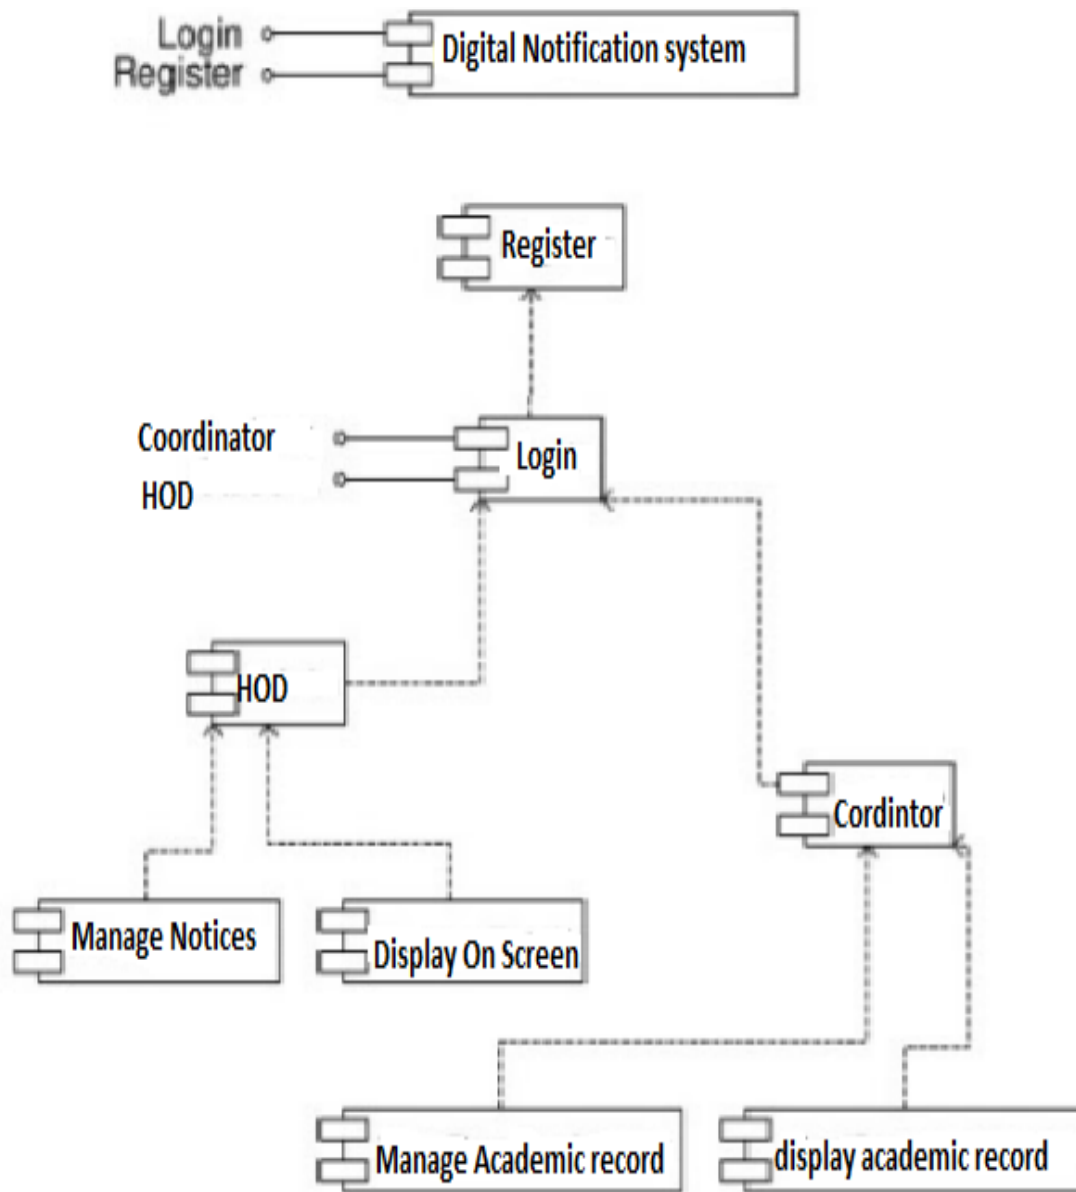 Login
Register
Digital Notification system
Register
Coordinator
HOD
Login
HOD
Cordintor
Manage Notices
Display On Screen
Manage Academic record
display academic record